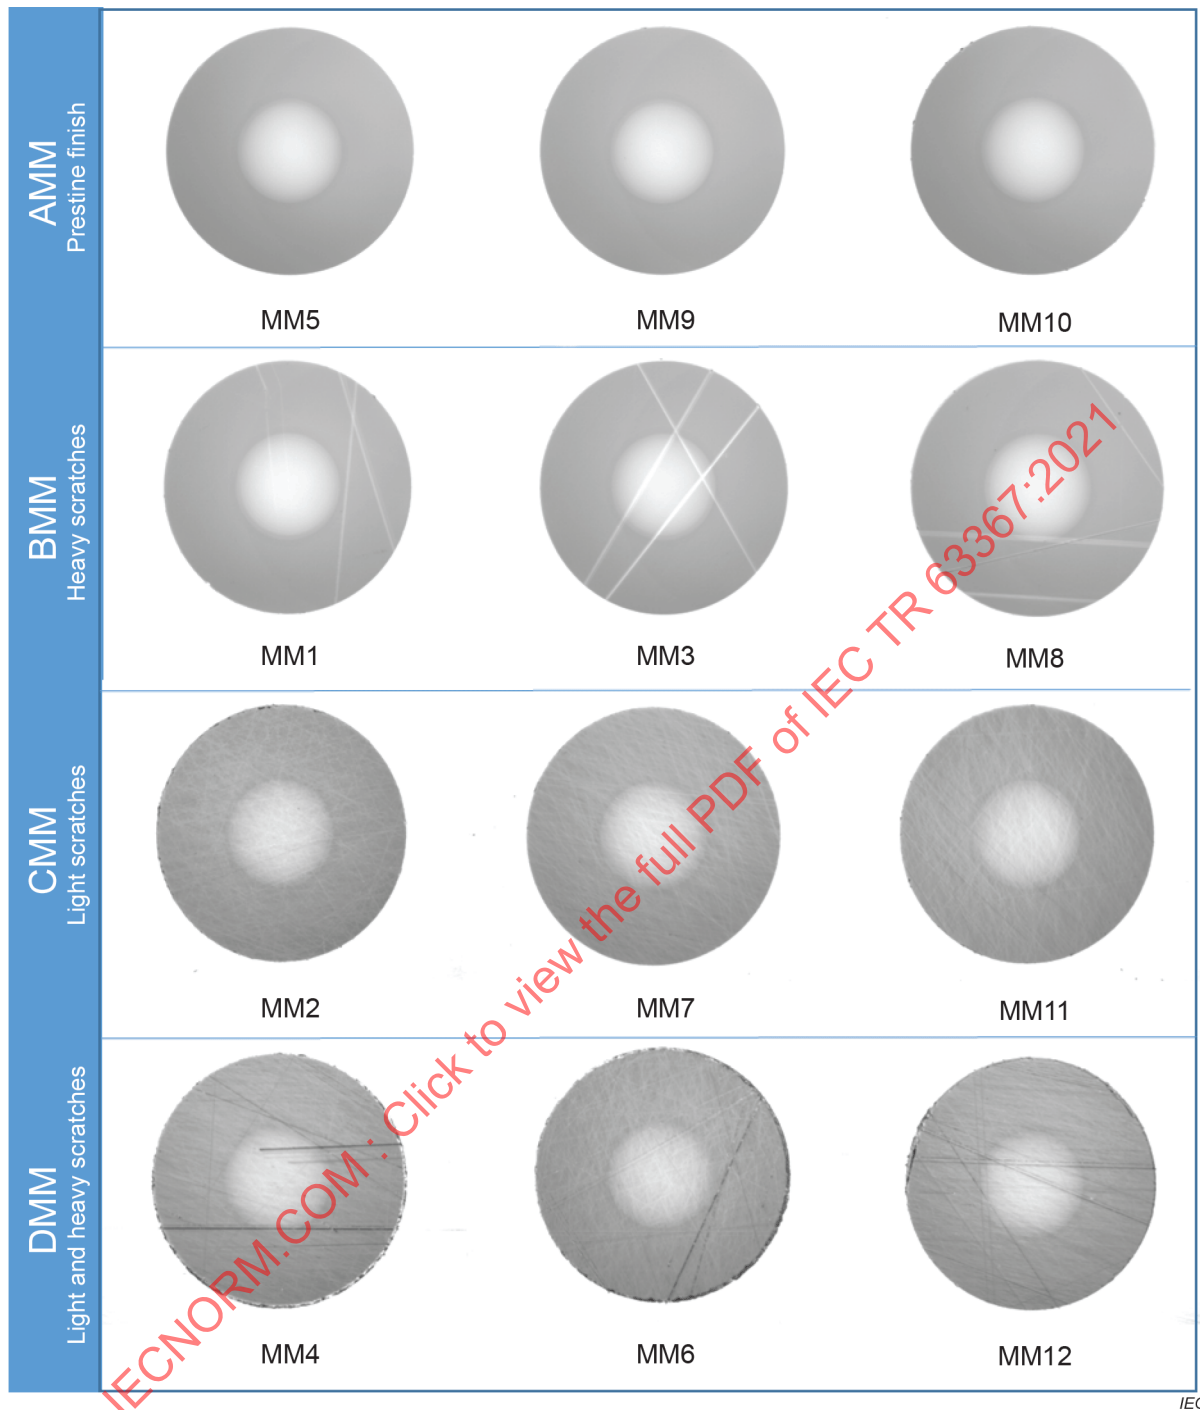 AMM
Prestine finish
MM5
MM9
MM10
BMM
Heavy scratches
MM1
MM3
MM8
CMM
Light scratches
MM2
MM7
MM11
DMM
Light and heavy scratches
MM4
MM6
MM12
IECNORM.COM : Click to view the full PDF of IEC TR 63367:2021